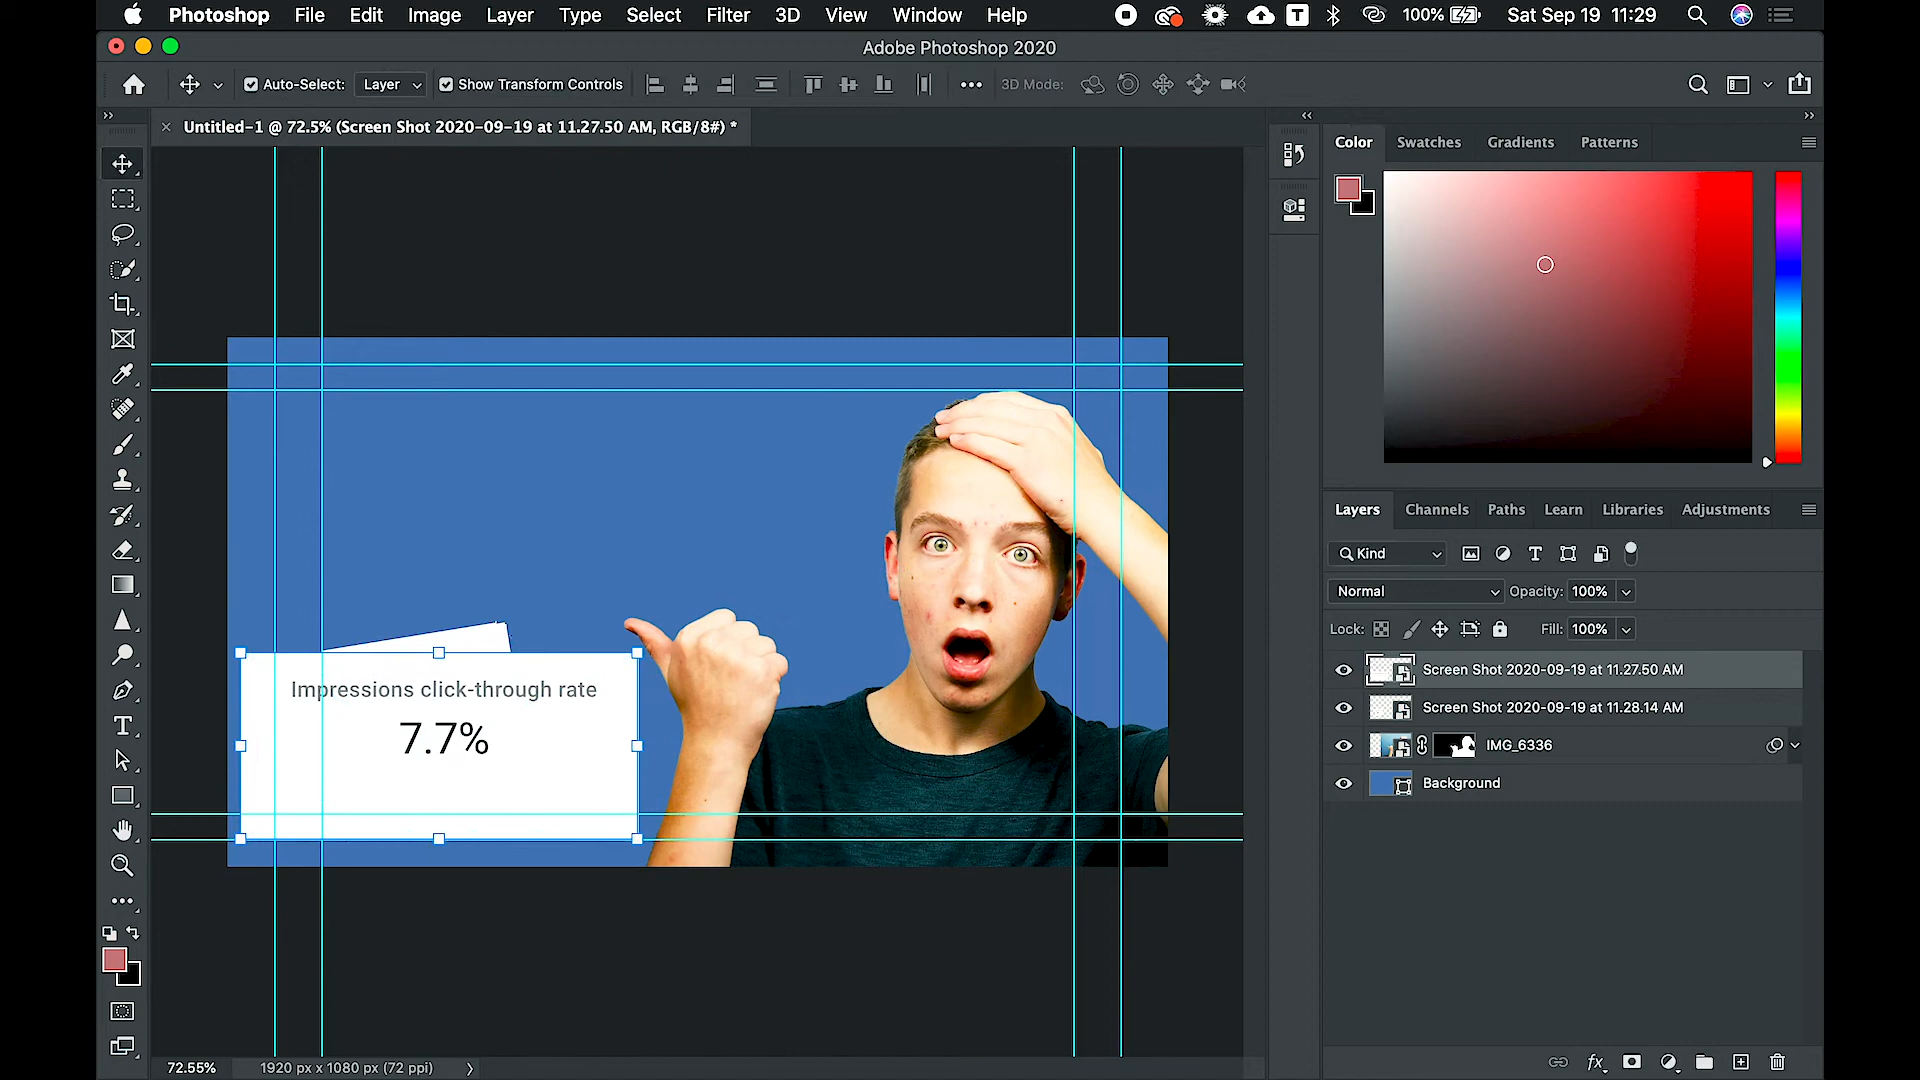 Photoshop File Edit Image Layer Type Select Filter 3D View Window Help 100% Sat Sep 19 11:29
Adobe Photoshop 2020
Auto-Select: Layer Show Transform Controls 3D Mode:
Untitled-1 @ 72.5% (Screen Shot 2020-09-19 at 11.27.50 AM, RGB/8#) *
Color Swatches Gradients Patterns
Layers Channels Paths Learn Libraries Adjustments
Kind
Normal Opacity: 100%
Lock: Fill: 100%
Screen Shot 2020-09-19 at 11.27.50 AM
Screen Shot 2020-09-19 at 11.28.14 AM
IMG_6336
Background
Impressions click-through rate
7.7%
72.55% 1920 px x 1080 px (72 ppi)